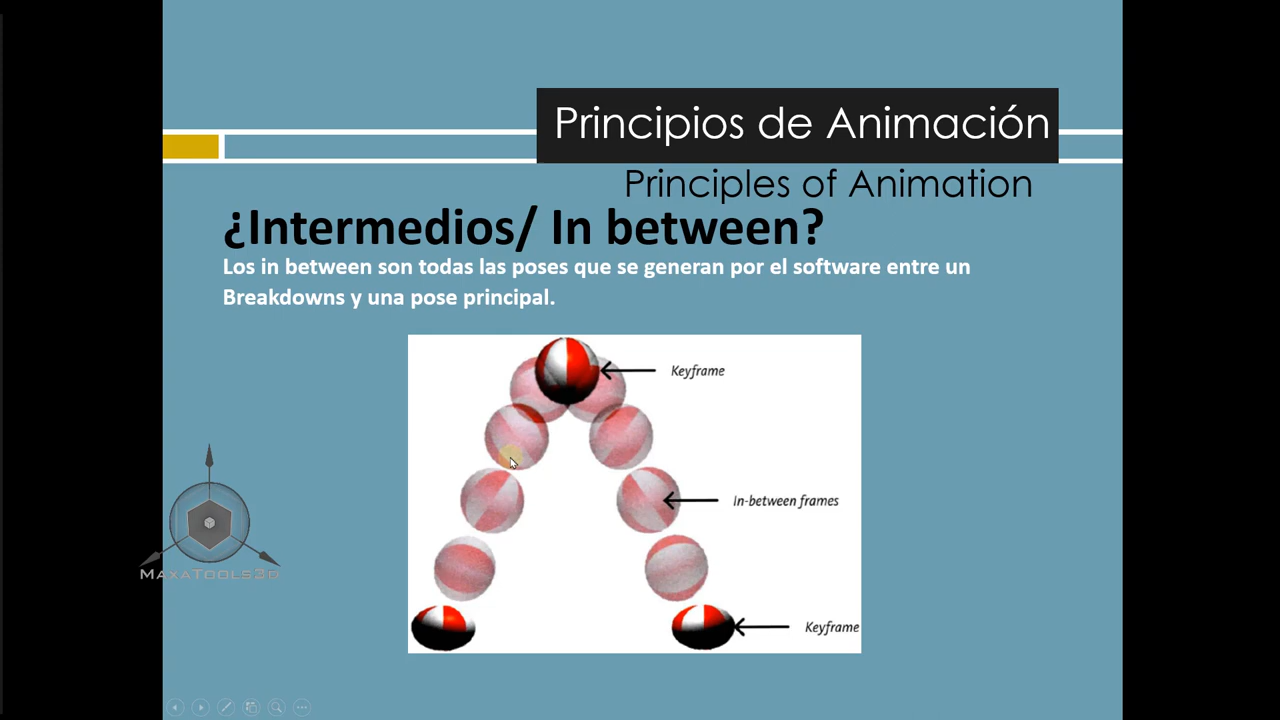 Principios de Animación
Principles of Animation
¿Intermedios/ In between?
Los in between son todas las poses que se generan por el software entre un
Breakdowns y una pose principal.
Keyframe
In-between frames
Keyframe
MaxaTools3d